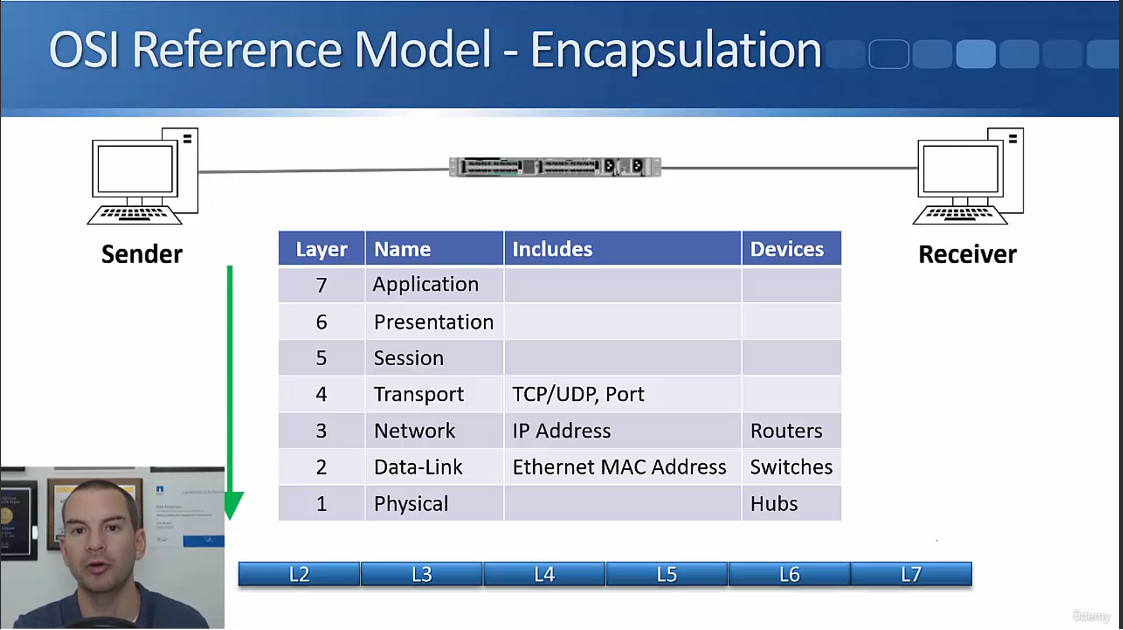 OSI Reference Model - Encapsulation
Sender
Receiver
Layer Name Includes Devices
7 Application
6 Presentation
5 Session
4 Transport TCP/UDP, Port
3 Network IP Address Routers
2 Data-Link Ethernet MAC Address Switches
1 Physical Hubs
L2 L3 L4 L5 L6 L7
ûdemy